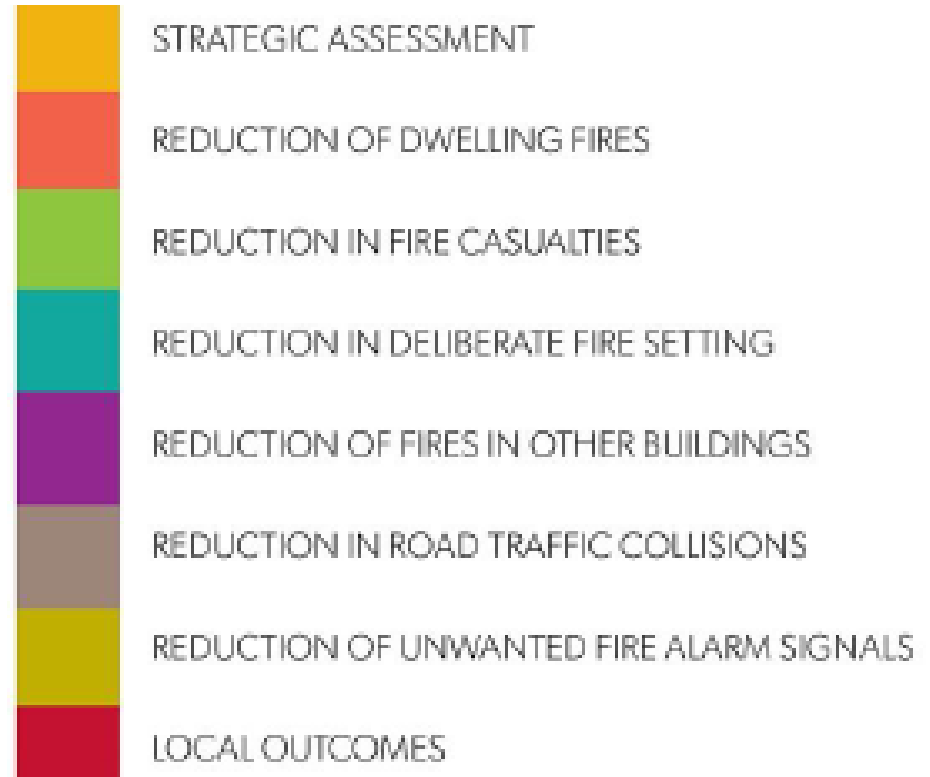 STRATEGIC ASSESSMENT
REDUCTION OF DWELLING FIRES
REDUCTION IN FIRE CASUALTIES
REDUCTION IN DELIBERATE FIRE SETTING
REDUCTION OF FIRES IN OTHER BUILDINGS
REDUCTION IN ROAD TRAFFIC COLLISIONS
REDUCTION OF UNWANTED FIRE ALARM SIGNALS
LOCAL OUTCOMES